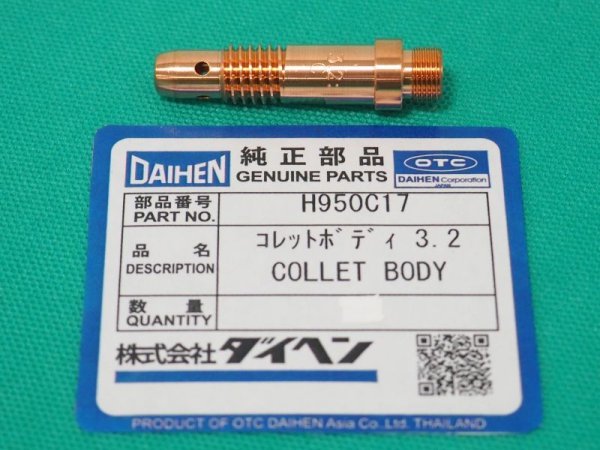 32
DAIHEN 純正部品 GENUINE PARTS OTC DAIHEN Corporation JAPAN
部品番号 PART NO. H950C17
品 名 DESCRIPTION コレットボディ 3.2 COLLET BODY
数 量 QUANTITY
株式会社 ダイヘン
PRODUCT OF OTC DAIHEN Asia Co.,Ltd. THAILAND